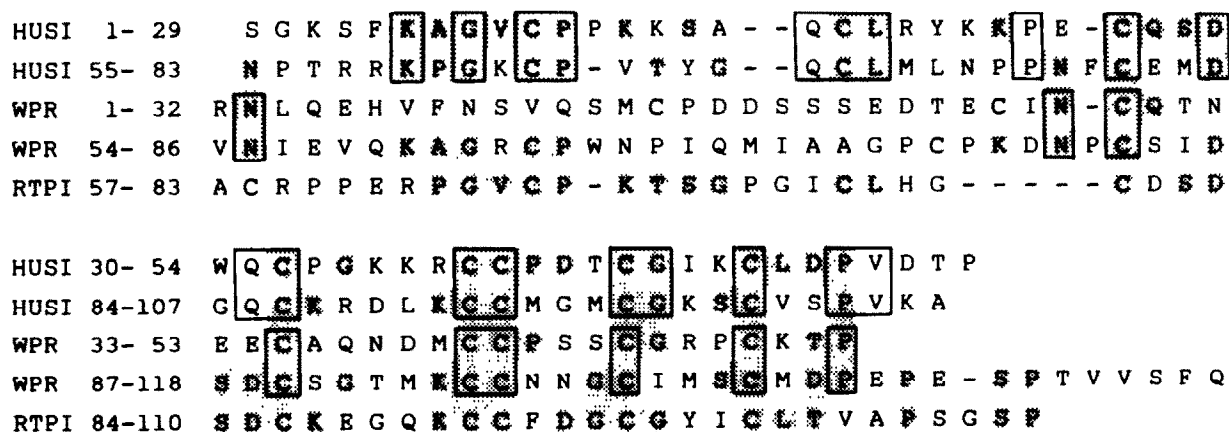 HUSI 1- 29 S G K S F K A G V C P P K K S A - - Q C L R Y K K P E - C Q S D
HUSI 55- 83 N P T R R K P G K C P - V T Y G - - Q C L M L N P P N F C E M D
WPR 1- 32 R N L Q E H V F N S V Q S M C P D D S S S E D T E C I N - C Q T N
WPR 54- 86 V N I E V Q K A G R C P W N P I Q M I A A G P C P K D N P C S I D
RTPI 57- 83 A C R P P E R P G V C P - K T S G P G I C L H G - - - - - C D S D
HUSI 30- 54 W Q C P G K K R C C P D T C G I K C L D P V D T P
HUSI 84-107 G Q C K R D L K C C M G M C G K S C V S P V K A
WPR 33- 53 E E C A Q N D M C C P S S C G R P C K T P
WPR 87-118 S D C S G T M K C C N N G C I M S C M D P E P E - S P T V V S F Q
RTPI 84-110 S D C K E G Q K C C F D G C G Y I C L T V A P S G S P